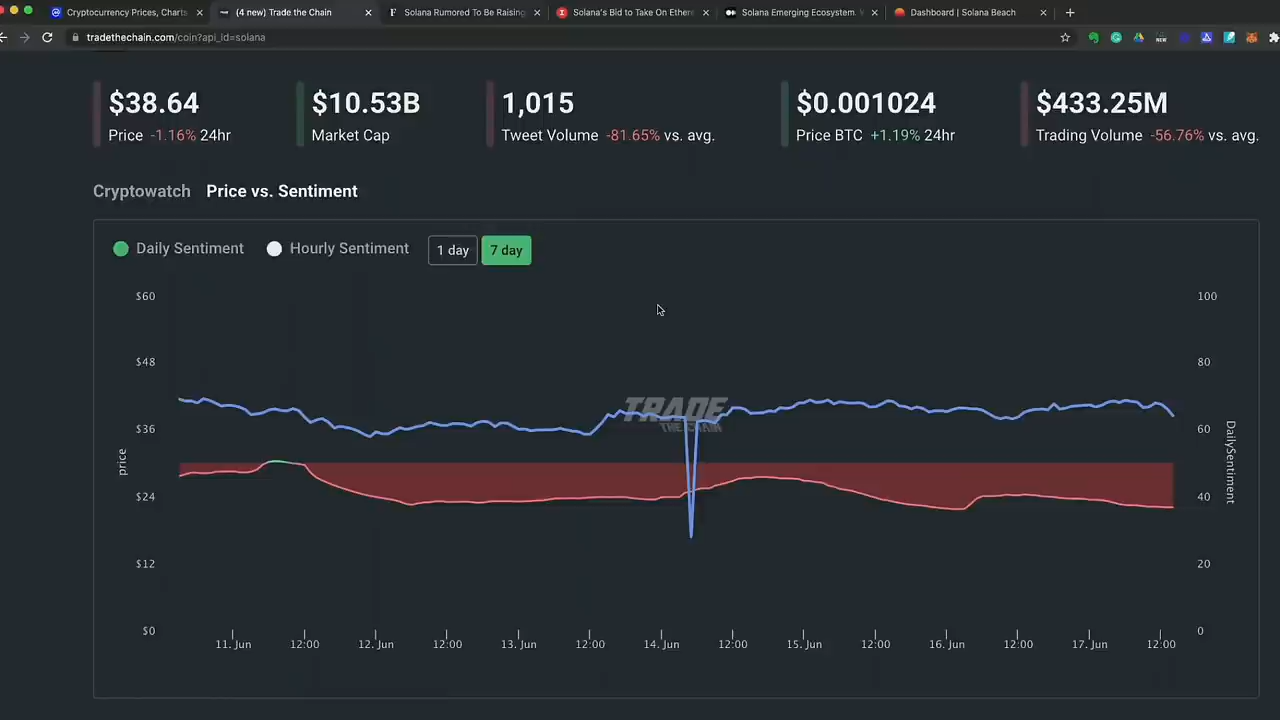 Cryptocurrency Prices, Charts
(4 new) Trade the Chain
Solana Rumored To Be Raising
Solana's Bid to Take On Ether
Solana Emerging Ecosystem.
Dashboard | Solana Beach
tradethechain.com/coin?api_id=solana
$38.64
Price -1.16% 24hr
$10.53B
Market Cap
1,015
Tweet Volume -81.65% vs. avg.
$0.001024
Price BTC +1.19% 24hr
$433.25M
Trading Volume -56.76% vs. avg.
Cryptowatch Price vs. Sentiment
Daily Sentiment Hourly Sentiment 1 day 7 day
$60 100
$48 80
$36 60
$24 40
$12 20
$0 0
price
DailySentiment
TRADE
THE CHAIN
11. Jun 12:00 12. Jun 12:00 13. Jun 12:00 14. Jun 12:00 15. Jun 12:00 16. Jun 12:00 17. Jun 12:00